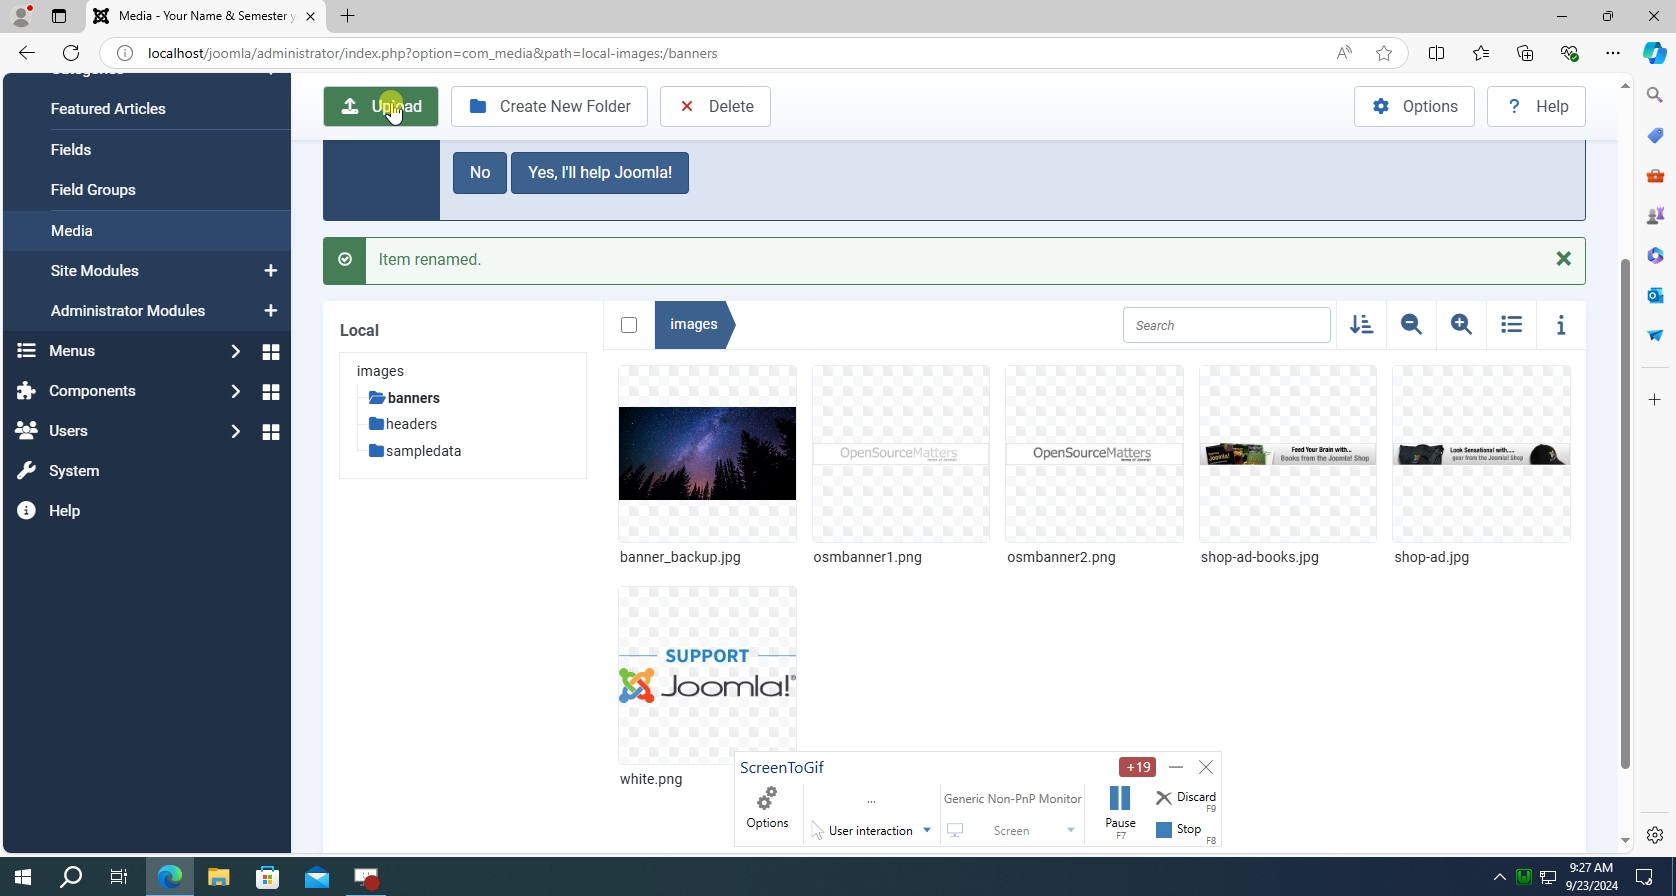 Media - Your Name & Semester y
localhost/joomla/administrator/index.php?option=com_media&path=local-images:/banners
Categories
Featured Articles
Fields
Field Groups
Media
Site Modules
Administrator Modules
Menus
Components
Users
System
Help
Upload
Create New Folder
Delete
Options
? Help
No
Yes, I'll help Joomla!
Item renamed.
Local
images
banners
headers
sampledata
images
Search
banner_backup.jpg
OpenSourceMatters
osmbanner1.png
OpenSourceMatters
osmbanner2.png
Feed Your Brain with...
Books from the Joomla! Shop
shop-ad-books.jpg
Look Sensational with....
gear from the Joomla! Shop
shop-ad.jpg
SUPPORT
Joomla!®
white.png
ScreenToGif
+19
Options
...
User interaction
Generic Non-PnP Monitor
Screen
Pause
F7
Discard
F9
Stop
F8
9:27 AM
9/23/2024